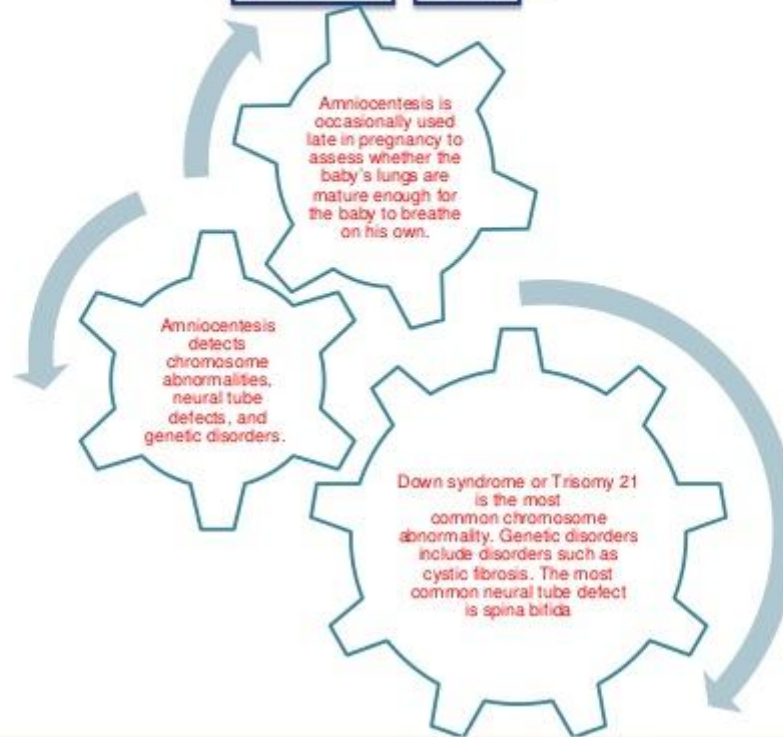 Amniocentesis is
occasionally used
late in pregnancy to
assess whether the
baby's lungs are
mature enough for
the baby to breathe
on his own.
Amniocentesis
detects
chromosome
abnormalities,
neural tube
defects, and
genetic disorders.
Down syndrome or Trisomy 21
is the most
common chromosome
abnormality. Genetic disorders
include disorders such as
cystic fibrosis. The most
common neural tube defect
is spina bifida